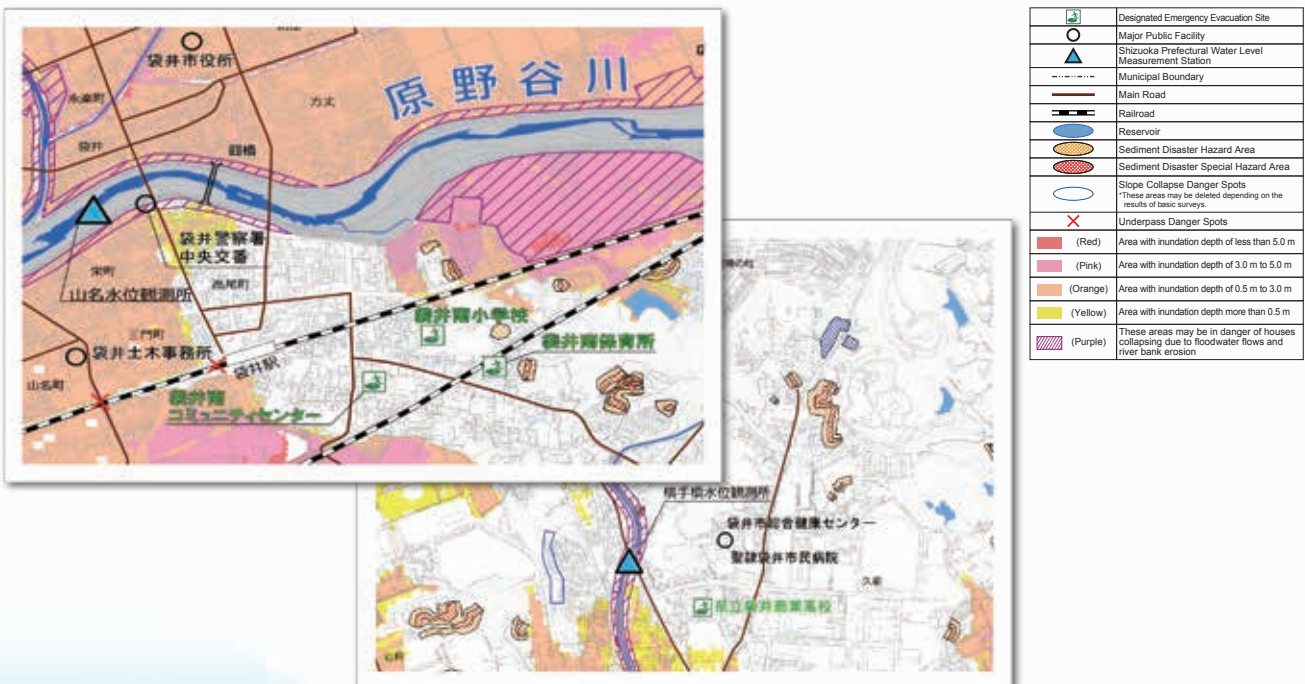 袋井市役所
永楽町
方丈
原野谷川
袋井
袋井警察署
中央交番
栄町
高尾町
山名水位観測所
三門町
袋井土木事務所
山名町
袋井駅
袋井南小学校
袋井南保育所
袋井南
コミュニティセンター
袋井市総合健康センター
聖隷袋井市民病院
久能
県立袋井商業高校
Designated Emergency Evacuation Site
Major Public Facility
Shizuoka Prefectural Water Level
Measurement Station
Municipal Boundary
Main Road
Railroad
Reservoir
Sediment Disaster Hazard Area
Sediment Disaster Special Hazard Area
Slope Collapse Danger Spots
*These areas may be deleted depending on the
results of basic surveys.
Underpass Danger Spots
(Red) Area with inundation depth of less than 5.0 m
(Pink) Area with inundation depth of 3.0 m to 5.0 m
(Orange) Area with inundation depth of 0.5 m to 3.0 m
(Yellow) Area with inundation depth more than 0.5 m
(Purple) These areas may be in danger of houses
collapsing due to floodwater flows and
river bank erosion